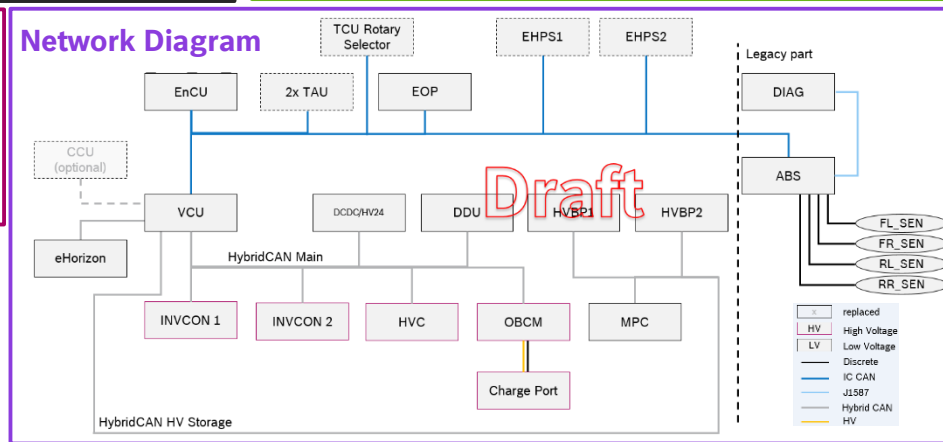 Network Diagram
TCU Rotary
Selector
EHPS1
EHPS2
Legacy part
EnCU
2x TAU
EOP
DIAG
CCU
(optional)
ABS
Draft
VCU
DCDC/HV24
DDU
HVBP1
HVBP2
FL_SEN
FR_SEN
RL_SEN
RR_SEN
eHorizon
HybridCAN Main
INVCON 1
INVCON 2
HVC
OBCM
MPC
Charge Port
HybridCAN HV Storage
x replaced
HV High Voltage
LV Low Voltage
Discrete
IC CAN
J1587
Hybrid CAN
HV